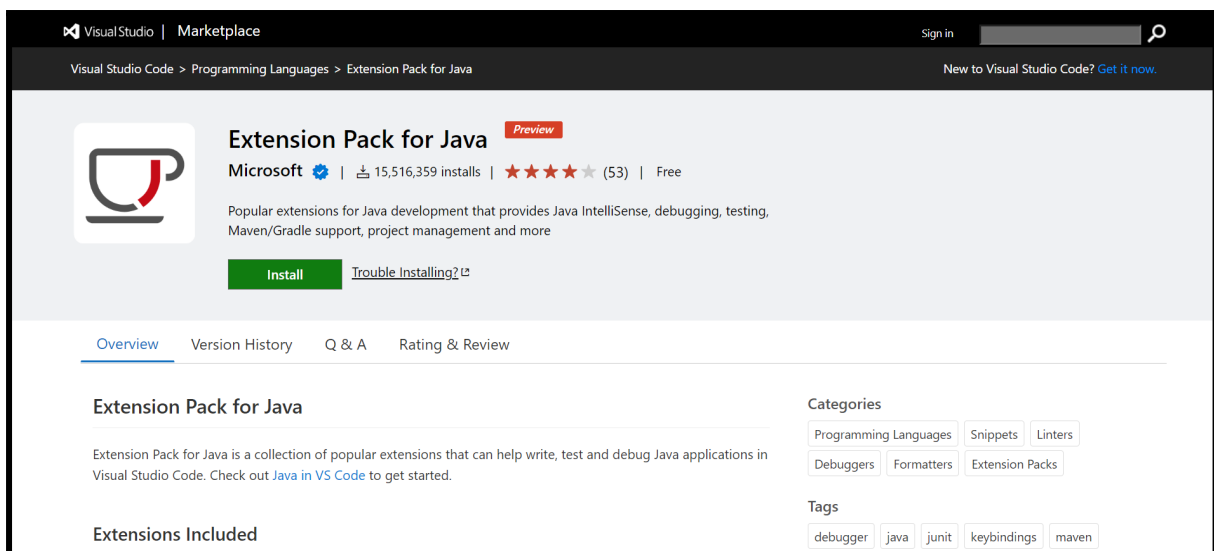 Visual Studio | Marketplace
Sign in
Visual Studio Code > Programming Languages > Extension Pack for Java
New to Visual Studio Code? Get it now.
Extension Pack for Java Preview
Microsoft | 15,516,359 installs | (53) | Free
Popular extensions for Java development that provides Java IntelliSense, debugging, testing,
Maven/Gradle support, project management and more
Install Trouble Installing?
Overview Version History Q & A Rating & Review
Extension Pack for Java
Extension Pack for Java is a collection of popular extensions that can help write, test and debug Java applications in
Visual Studio Code. Check out Java in VS Code to get started.
Extensions Included
Categories
Programming Languages Snippets Linters
Debuggers Formatters Extension Packs
Tags
debugger java junit keybindings maven